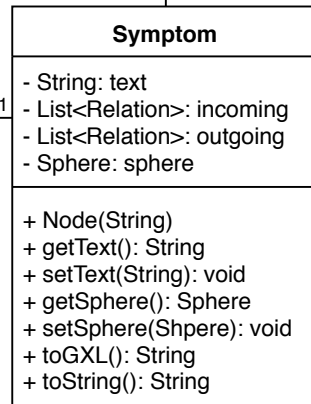 Symptom
1
- String: text
- List<Relation>: incoming
- List<Relation>: outgoing
- Sphere: sphere
+ Node(String)
+ getText(): String
+ setText(String): void
+ getSphere(): Sphere
+ setSphere(Shpere): void
+ toGXL(): String
+ toString(): String